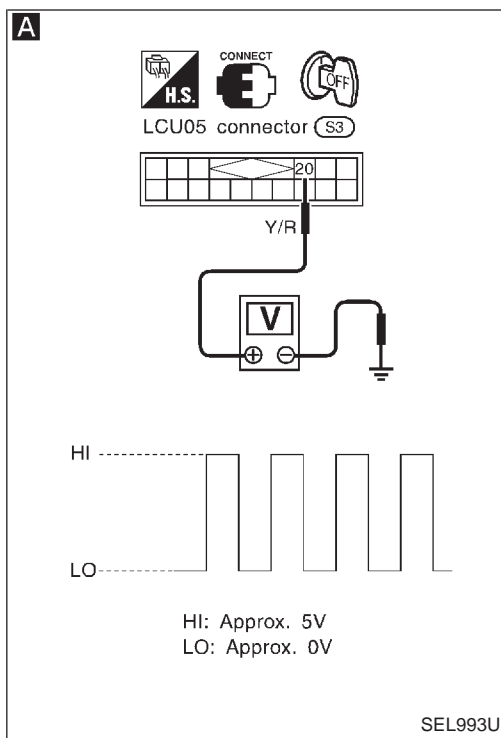 A
H.S.
CONNECT
OFF
LCU05 connector S3
20
Y/R
V
⊕ ⊖
HI
LO
HI: Approx. 5V
LO: Approx. 0V
SEL993U